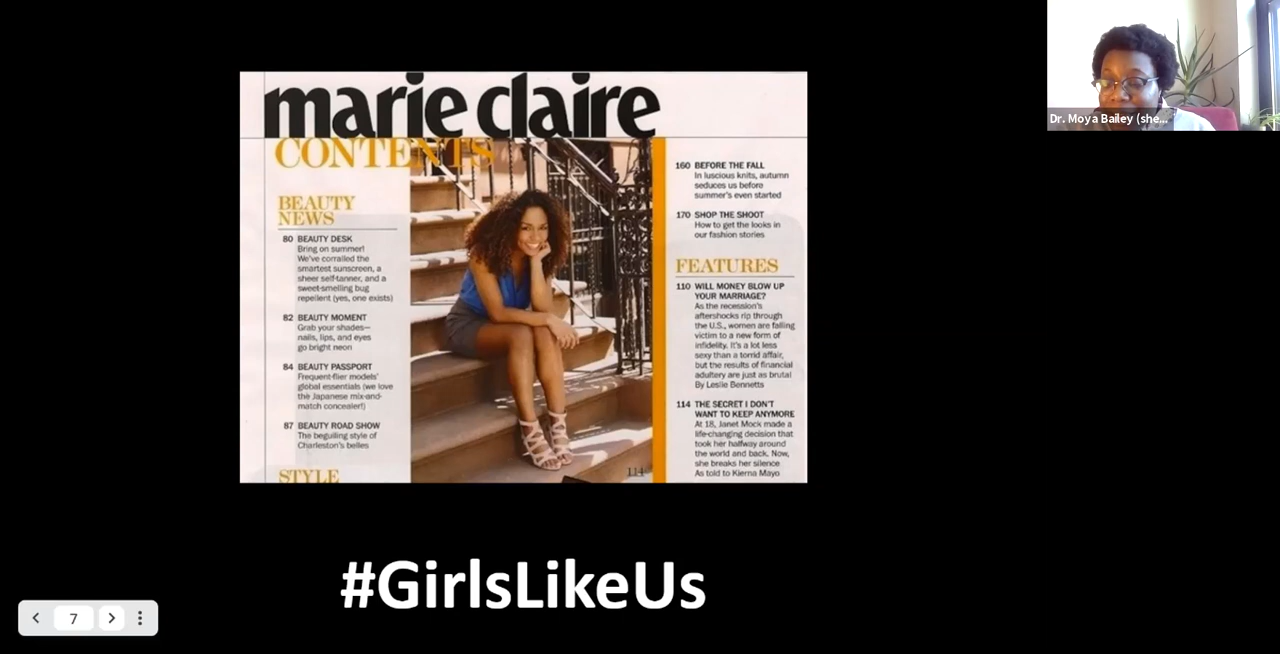 marie claire
CONTENTS
BEAUTY
NEWS
80 BEAUTY DESK
Bring on summer!
We've corralled the
smartest sunscreen, a
sheer self-tanner, and a
sweet-smelling bug
repellent (yes, one exists)
82 BEAUTY MOMENT
Grab your shades—
nails, lips, and eyes
go bright neon
84 BEAUTY PASSPORT
Frequent-flier models'
global essentials (we love
the Japanese mix-and-
match concealer!)
87 BEAUTY ROAD SHOW
The beguiling style of
Charleston's belles
STYLE
114
160 BEFORE THE FALL
In luscious knits, autumn
seduces us before
summer's even started
170 SHOP THE SHOOT
How to get the looks in
our fashion stories
FEATURES
110 WILL MONEY BLOW UP
YOUR MARRIAGE?
As the recession's
aftershocks rip through
the U.S., women are falling
victim to a new form of
infidelity. It's a lot less
sexy than a torrid affair,
but the results of financial
adultery are just as brutal
By Leslie Bennetts
114 THE SECRET I DON'T
WANT TO KEEP ANYMORE
At 18, Janet Mock made a
life-changing decision that
took her halfway around
the world and back. Now,
she breaks her silence
As told to Kierna Mayo
Dr. Moya Bailey (she...
#GirlsLikeUs
7